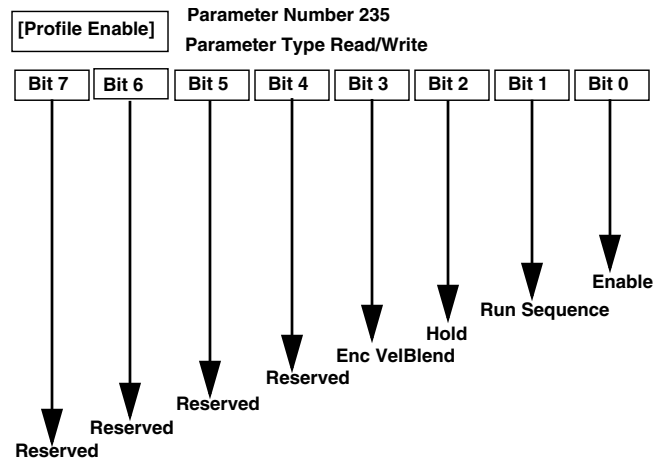 [Profile Enable]
Parameter Number 235
Parameter Type Read/Write
Bit 7
Bit 6
Bit 5
Bit 4
Bit 3
Bit 2
Bit 1
Bit 0
Enable
Run Sequence
Hold
Enc VelBlend
Reserved
Reserved
Reserved
Reserved